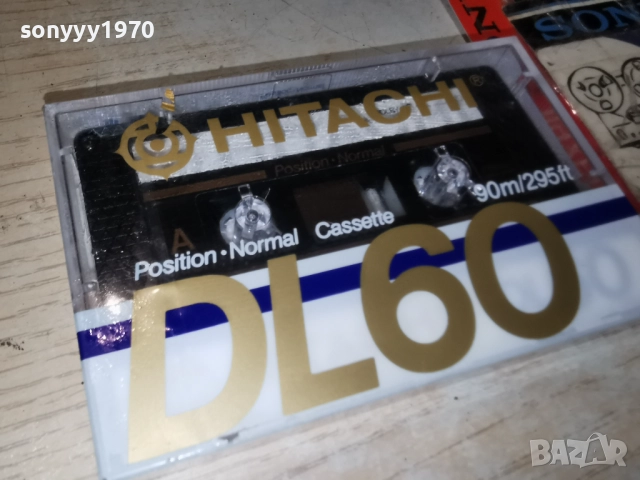 sonyyy1970
SON
HITACHI®
Position · Normal
A
90m/295ft
Position · Normal Cassette
DL60
BAZAR